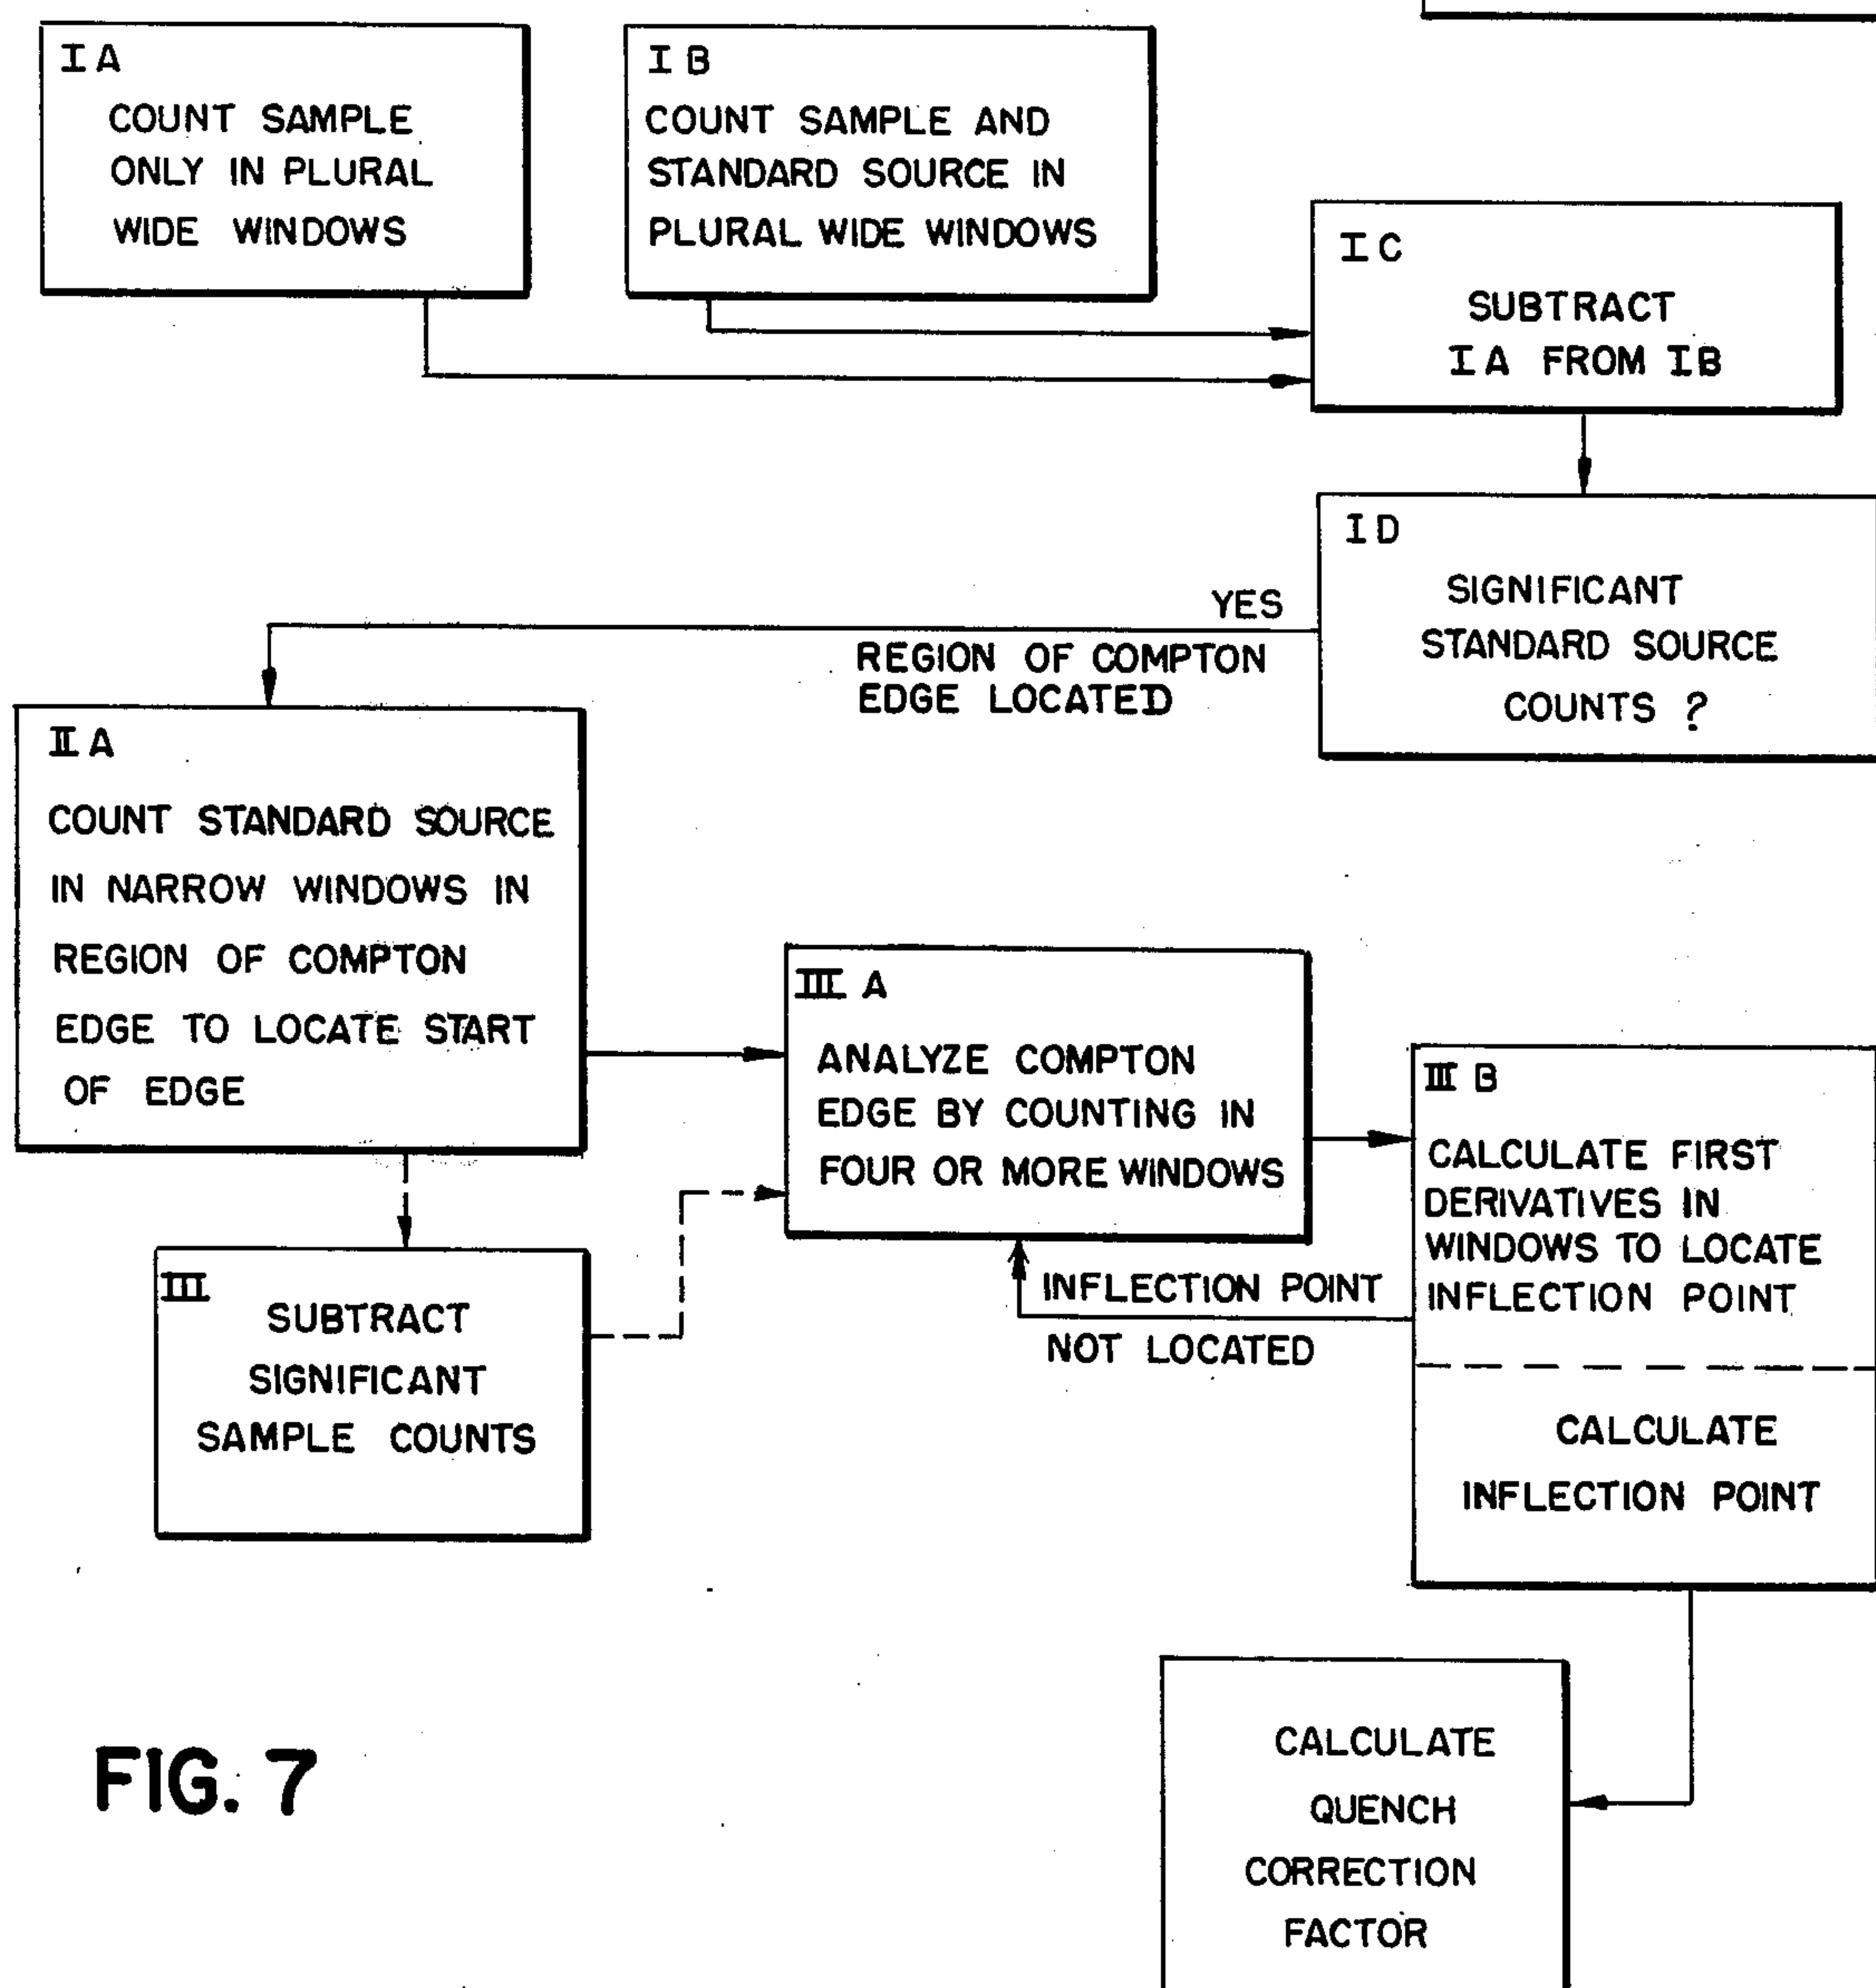 I A
COUNT SAMPLE
ONLY IN PLURAL
WIDE WINDOWS
I B
COUNT SAMPLE AND
STANDARD SOURCE IN
PLURAL WIDE WINDOWS
I C
SUBTRACT
I A FROM I B
I D
SIGNIFICANT
STANDARD SOURCE
COUNTS ?
YES
REGION OF COMPTON
EDGE LOCATED
II A
COUNT STANDARD SOURCE
IN NARROW WINDOWS IN
REGION OF COMPTON
EDGE TO LOCATE START
OF EDGE
III
SUBTRACT
SIGNIFICANT
SAMPLE COUNTS
III A
ANALYZE COMPTON
EDGE BY COUNTING IN
FOUR OR MORE WINDOWS
INFLECTION POINT
NOT LOCATED
III B
CALCULATE FIRST
DERIVATIVES IN
WINDOWS TO LOCATE
INFLECTION POINT
CALCULATE
INFLECTION POINT
CALCULATE
QUENCH
CORRECTION
FACTOR
FIG. 7